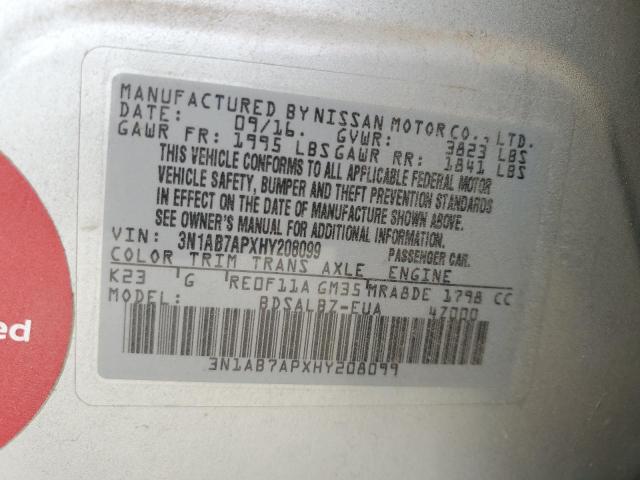 MANUFACTURED BY NISSAN MOTOR CO., LTD.
DATE: 09/16. GVWR: 3823 LBS
GAWR FR: 1995 LBS GAWR RR: 1841 LBS
THIS VEHICLE CONFORMS TO ALL APPLICABLE FEDERAL MOTOR
VEHICLE SAFETY, BUMPER AND THEFT PREVENTION STANDARDS
IN EFFECT ON THE DATE OF MANUFACTURE SHOWN ABOVE.
SEE OWNER'S MANUAL FOR ADDITIONAL INFORMATION.
VIN: 3N1AB7APXHY208099 PASSENGER CAR.
COLOR TRIM TRANS AXLE ENGINE
K23 G RE0F11A GM35 MRA8DE 1798 CC
MODEL: BDSALBZ-EUA 47000
3N1AB7APXHY208099
ed